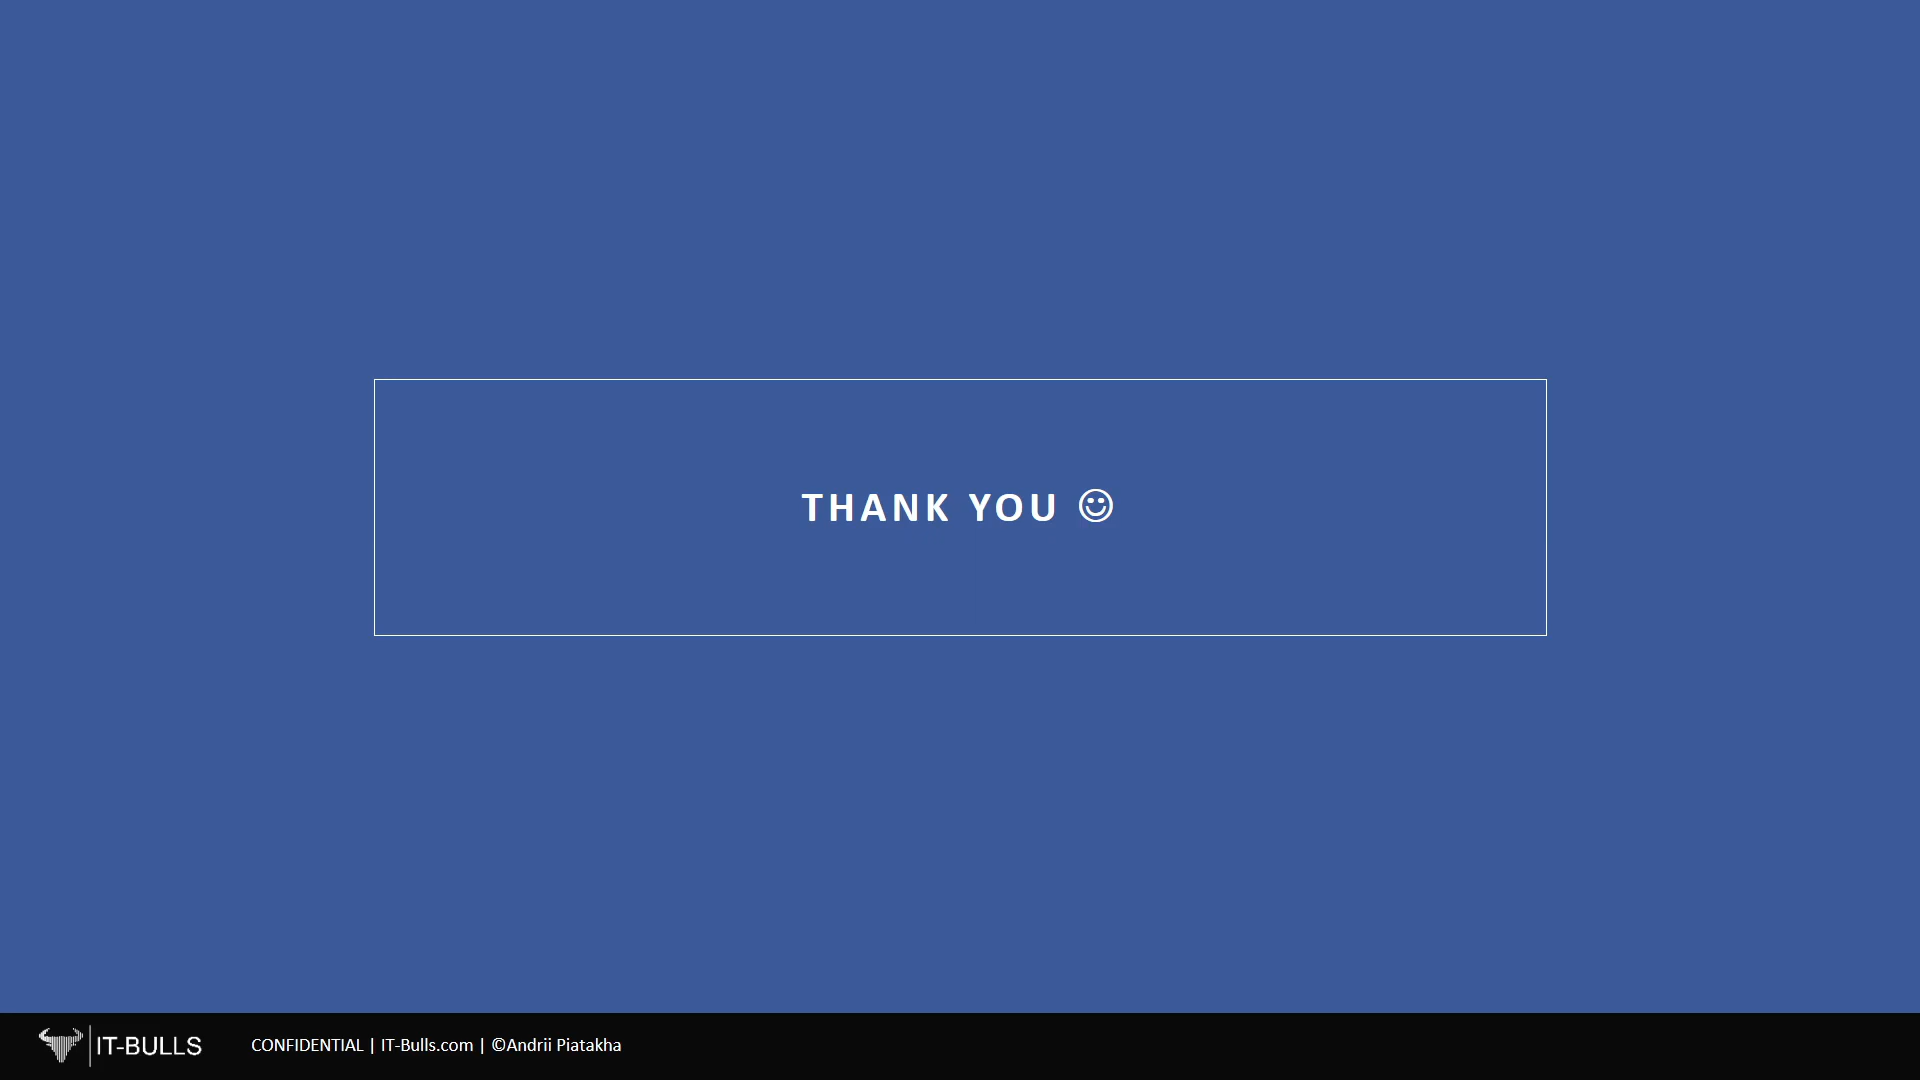 THANK YOU ☺
IT-BULLS
CONFIDENTIAL | IT-Bulls.com | ©Andrii Piatakha